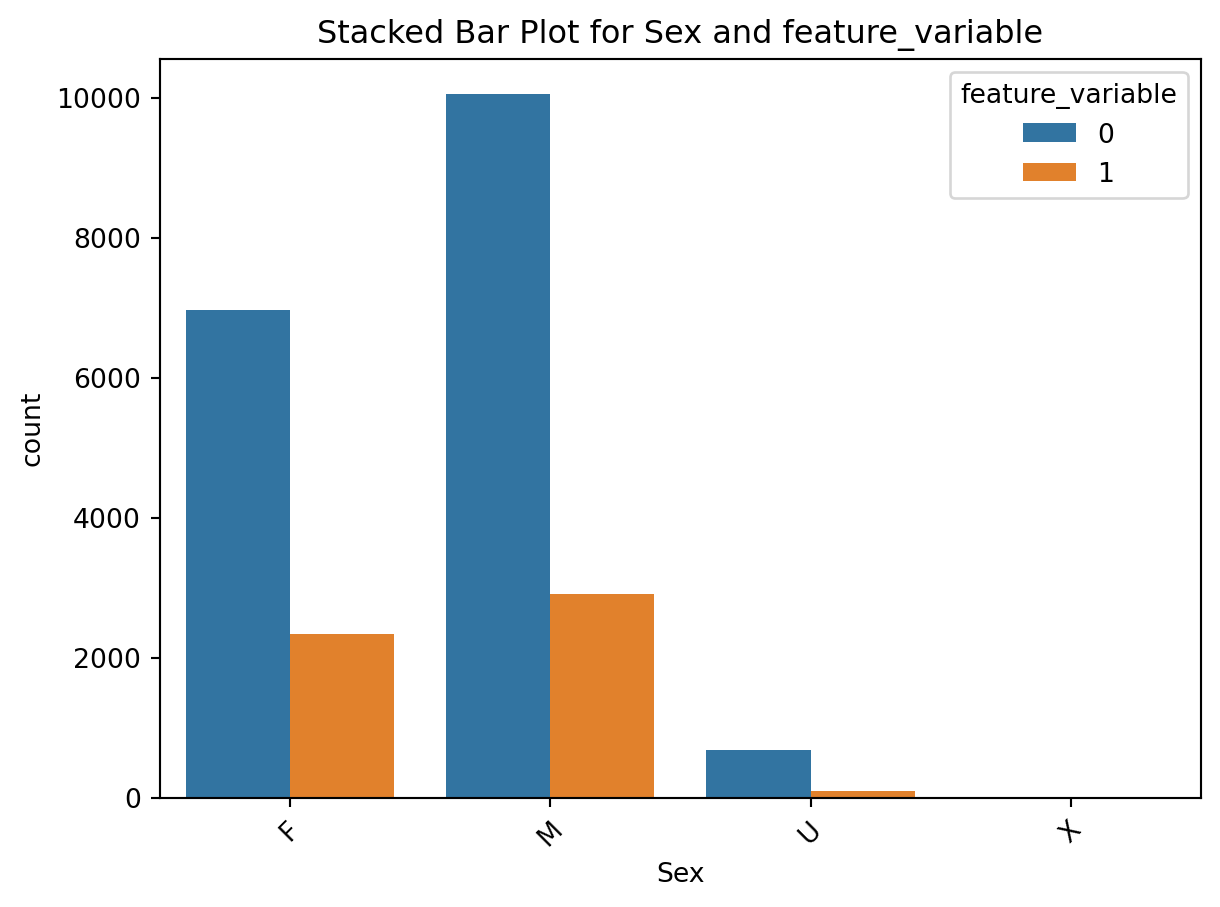 Stacked Bar Plot for Sex and feature_variable
feature_variable
0
1
10000
8000
6000
4000
2000
0
count
F
M
U
X
Sex